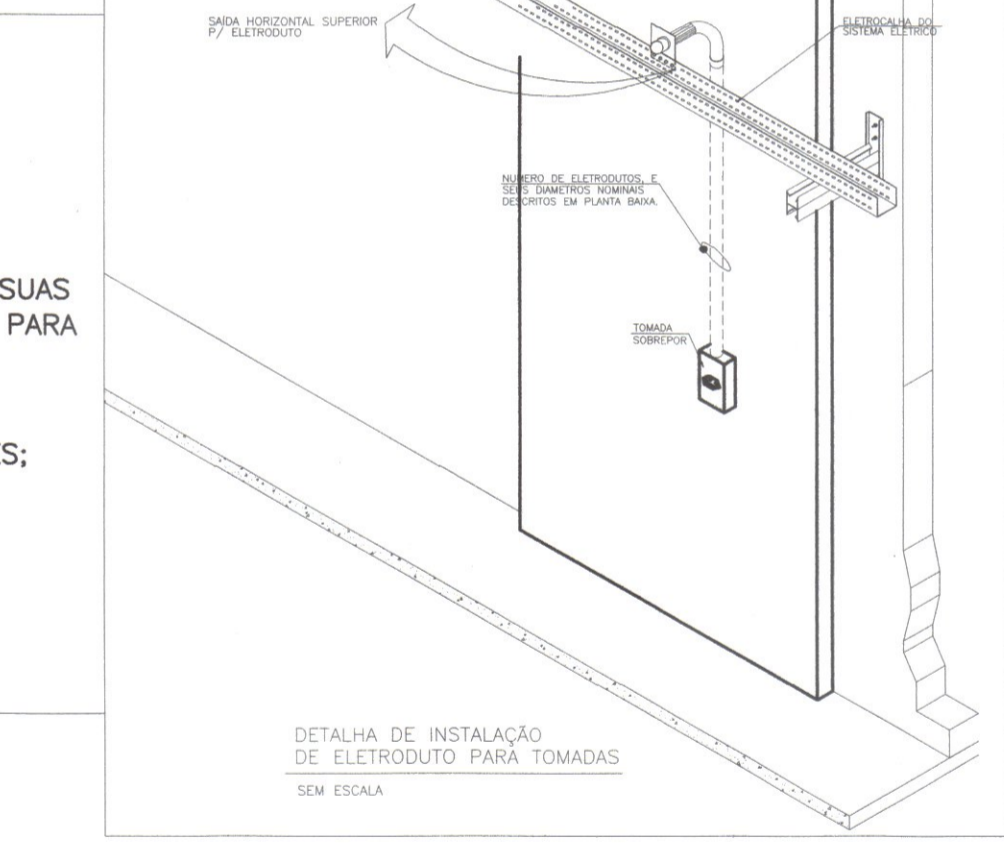 SAÍDA HORIZONTAL SUPERIOR
P/ ELETRODUTO
ELETROCALHA DO
SISTEMA ELÉTRICO
NUMERO DE ELETRODUTOS, E
SEUS DIAMETROS NOMINAIS
DESCRITOS EM PLANTA BAIXA.
SUAS
PARA
TOMADA
SOBREPOR
S;
DETALHA DE INSTALAÇÃO
DE ELETRODUTO PARA TOMADAS
SEM ESCALA